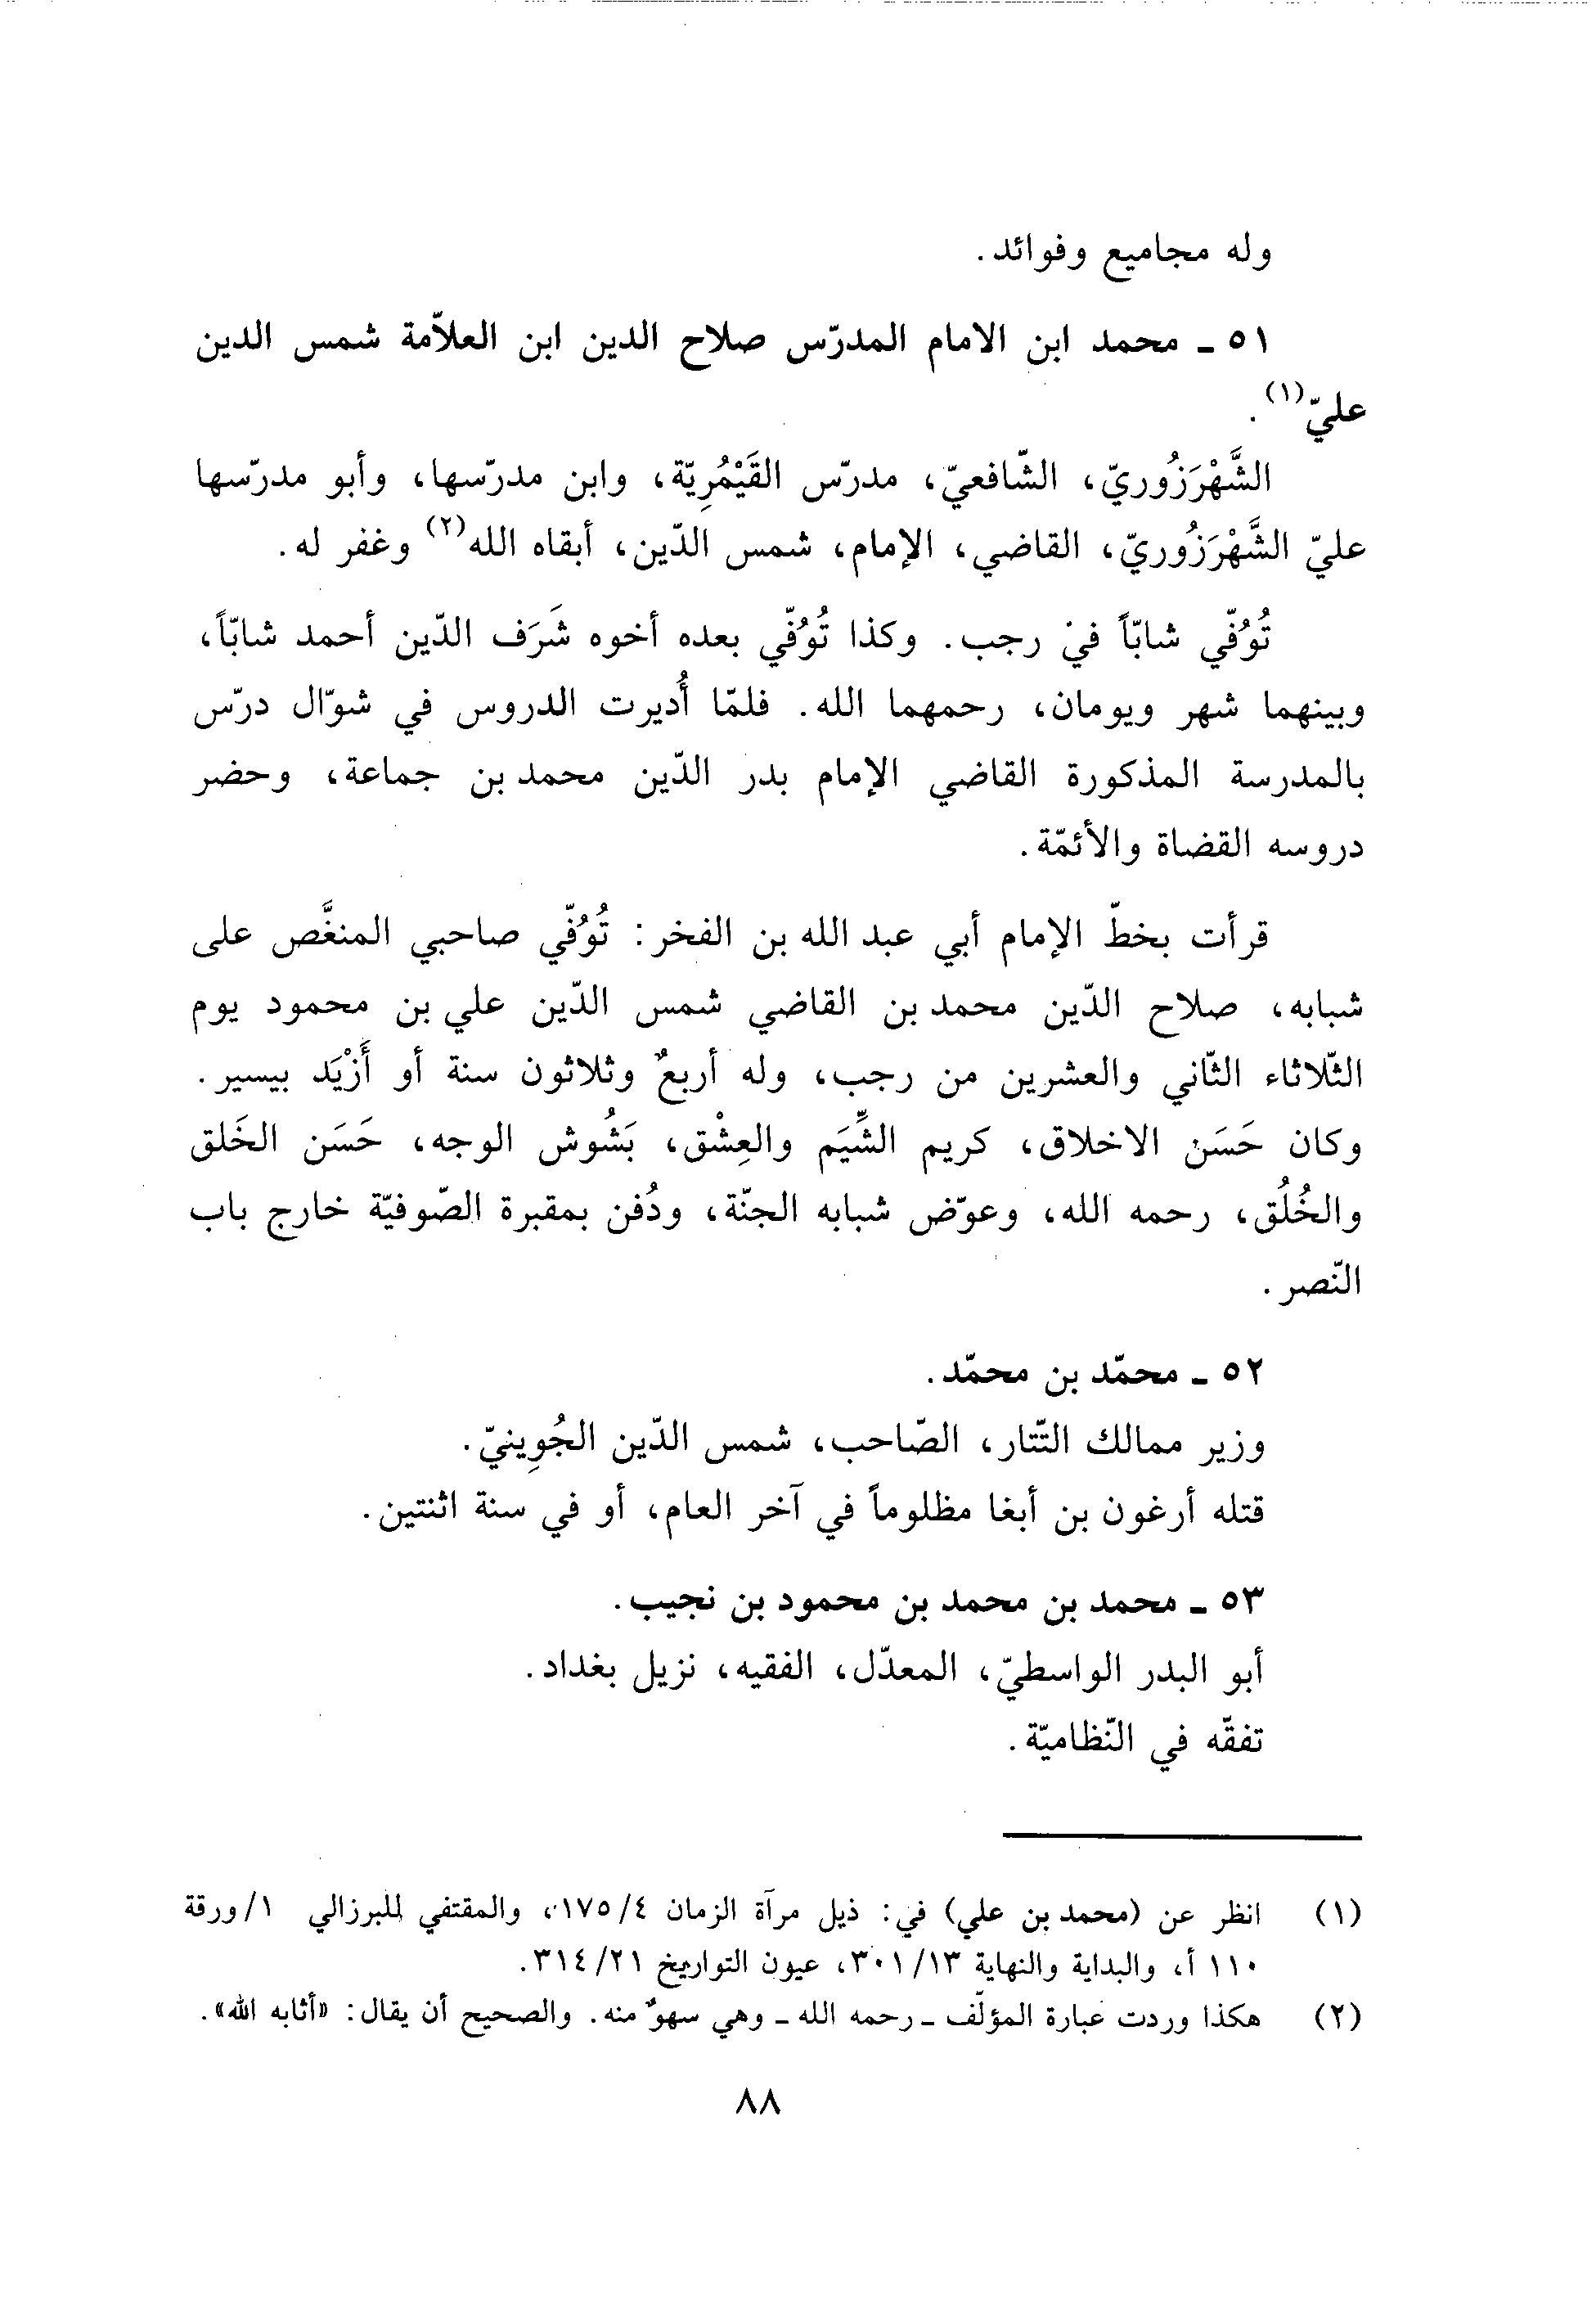 وله مجاميع وفوائد.
٥١ ـ محمد ابن الامام المدرّس صلاح الدين ابن العلاّمة شمس الدين
عليّ(١).
الشَّهْرَزُوريّ، الشّافعيّ، مدرّس القَيْمُرِيّة، وابن مدرّسها، وأبو مدرّسها
عليّ الشَّهْرَزُوريّ، القاضي، الإمام، شمس الدّين، أبقاه الله(٢) وغفر له.
تُوُفّي شابّاً في رجب. وكذا تُوُفّي بعده أخوه شَرَف الدّين أحمد شابّاً،
وبينهما شهر ويومان، رحمهما الله. فلمّا أُديرت الدروس في شوّال درّس
بالمدرسة المذكورة القاضي الإمام بدر الدّين محمد بن جماعة، وحضر
دروسه القضاة والأئمّة.
قرأت بخطّ الإمام أبي عبد الله بن الفخر: تُوُفّي صاحبي المنغَّص على
شبابه، صلاح الدّين محمد بن القاضي شمس الدّين علي بن محمود يوم
الثّلاثاء الثّاني والعشرين من رجب، وله أربعٌ وثلاثون سنة أو أَزْيَد بيسير.
وكان حَسَن الاخلاق، كريم الشِّيَم والعِشْق، بَشُوش الوجه، حَسَن الخَلق
والخُلُق، رحمه الله، وعوّض شبابه الجنّة، ودُفن بمقبرة الصّوفيّة خارج باب
النّصر.
٥٢ ـ محمّد بن محمّد.
وزير ممالك التّتار، الصّاحب، شمس الدّين الجُوِينيّ.
قتله أرغون بن أبغا مظلوماً في آخر العام، أو في سنة اثنتين.
٥٣ ـ محمد بن محمد بن محمود بن نجيب.
أبو البدر الواسطيّ، المعدّل، الفقيه، نزيل بغداد.
تفقّه في النّظاميّة.
(١) انظر عن (محمد بن علي) في: ذيل مرآة الزمان ٤/١٧٥، والمقتفي للبرزالي ١/ورقة
١١٠ أ، والبداية والنهاية ٣٠١/١٣، عيون التواريخ ٣١٤/٢١.
(٢) هكذا وردت عبارة المؤلّف ـ رحمه الله ـ وهي سهوٌ منه. والصحيح أن يقال: «أثابه الله».
٨٨